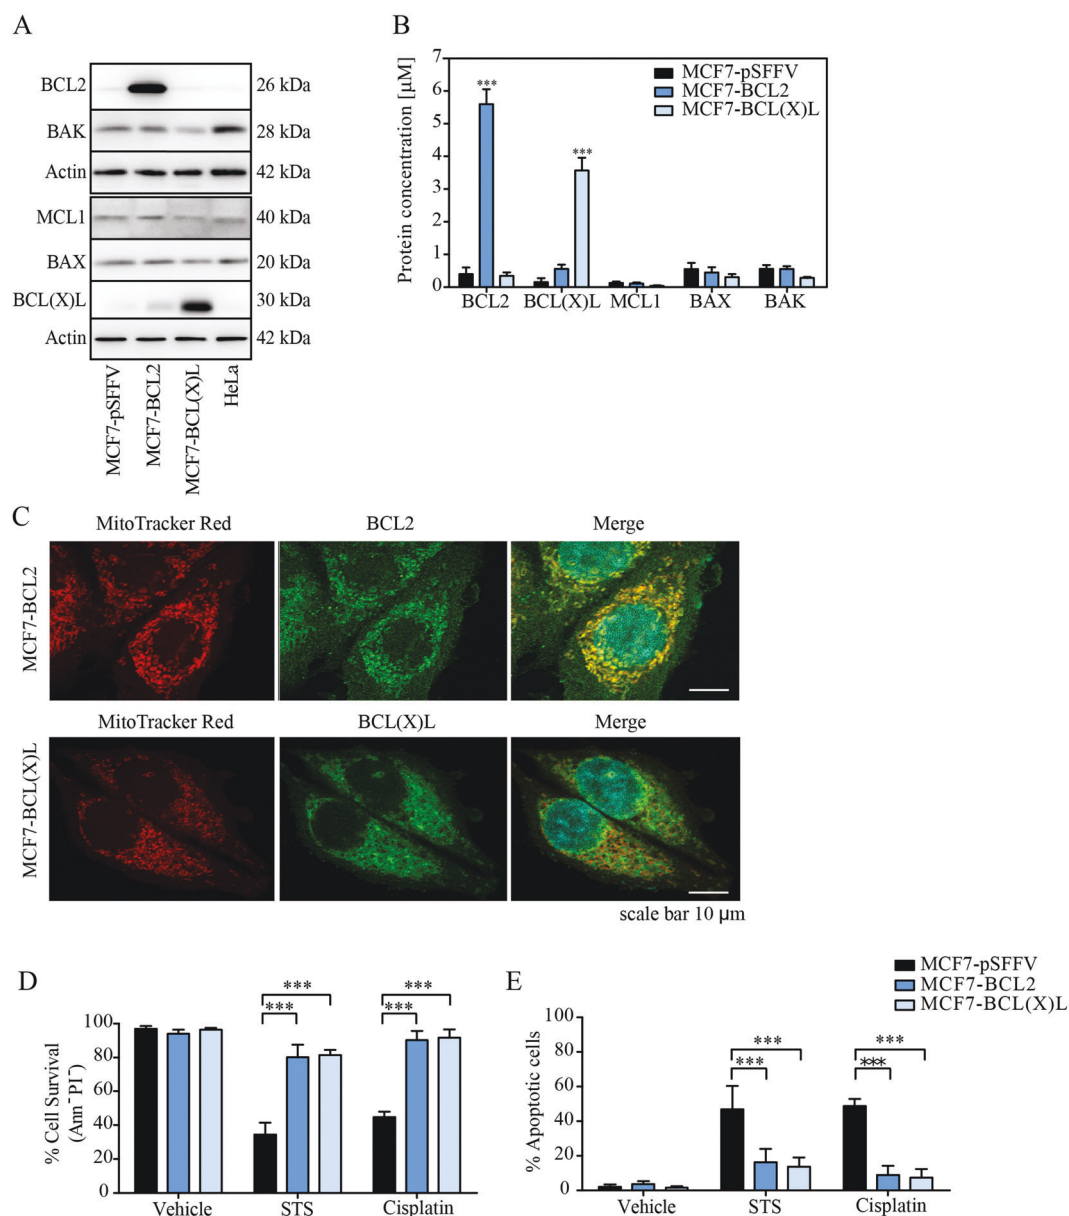 A
BCL2
26 kDa
BAK
28 kDa
Actin
42 kDa
MCL1
40 kDa
BAX
20 kDa
BCL(X)L
30 kDa
Actin
42 kDa
MCF7-pSFFV
MCF7-BCL2
MCF7-BCL(X)L
HeLa
B
Protein concentration [µM]
7
6
5
4
3
2
1
0
***
***
MCF7-pSFFV
MCF7-BCL2
MCF7-BCL(X)L
BCL2 BCL(X)L MCL1 BAX BAK
C
MitoTracker Red BCL2 Merge
MCF7-BCL2
MitoTracker Red BCL(X)L Merge
MCF7-BCL(X)L
scale bar 10 µm
D
% Cell Survival
(Ann⁻ PI⁻)
100
80
60
40
20
0
***
***
***
***
Vehicle STS Cisplatin
E
MCF7-pSFFV
MCF7-BCL2
MCF7-BCL(X)L
% Apoptotic cells
100
80
60
40
20
0
***
***
***
***
Vehicle STS Cisplatin